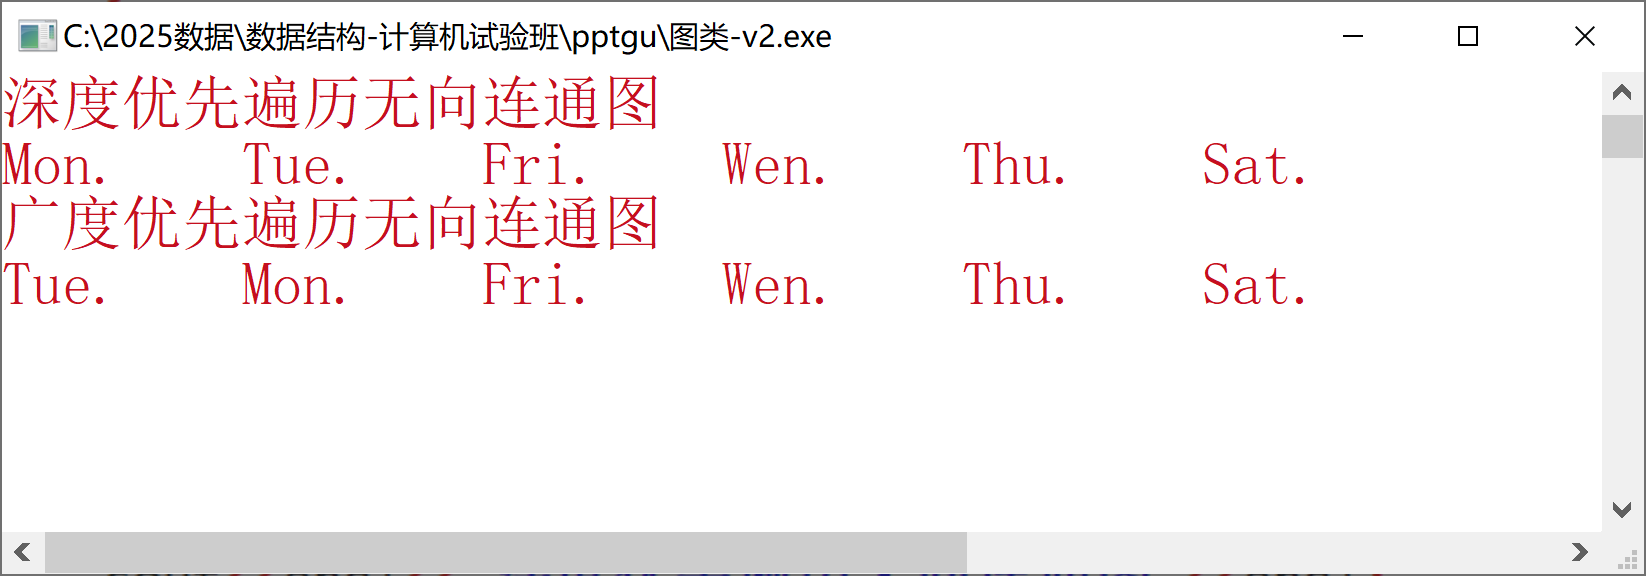 C:\2025数据\数据结构-计算机试验班\pptgu\图类-v2.exe
深度优先遍历无向连通图
Mon. Tue. Fri. Wen. Thu. Sat.
广度优先遍历无向连通图
Tue. Mon. Fri. Wen. Thu. Sat.